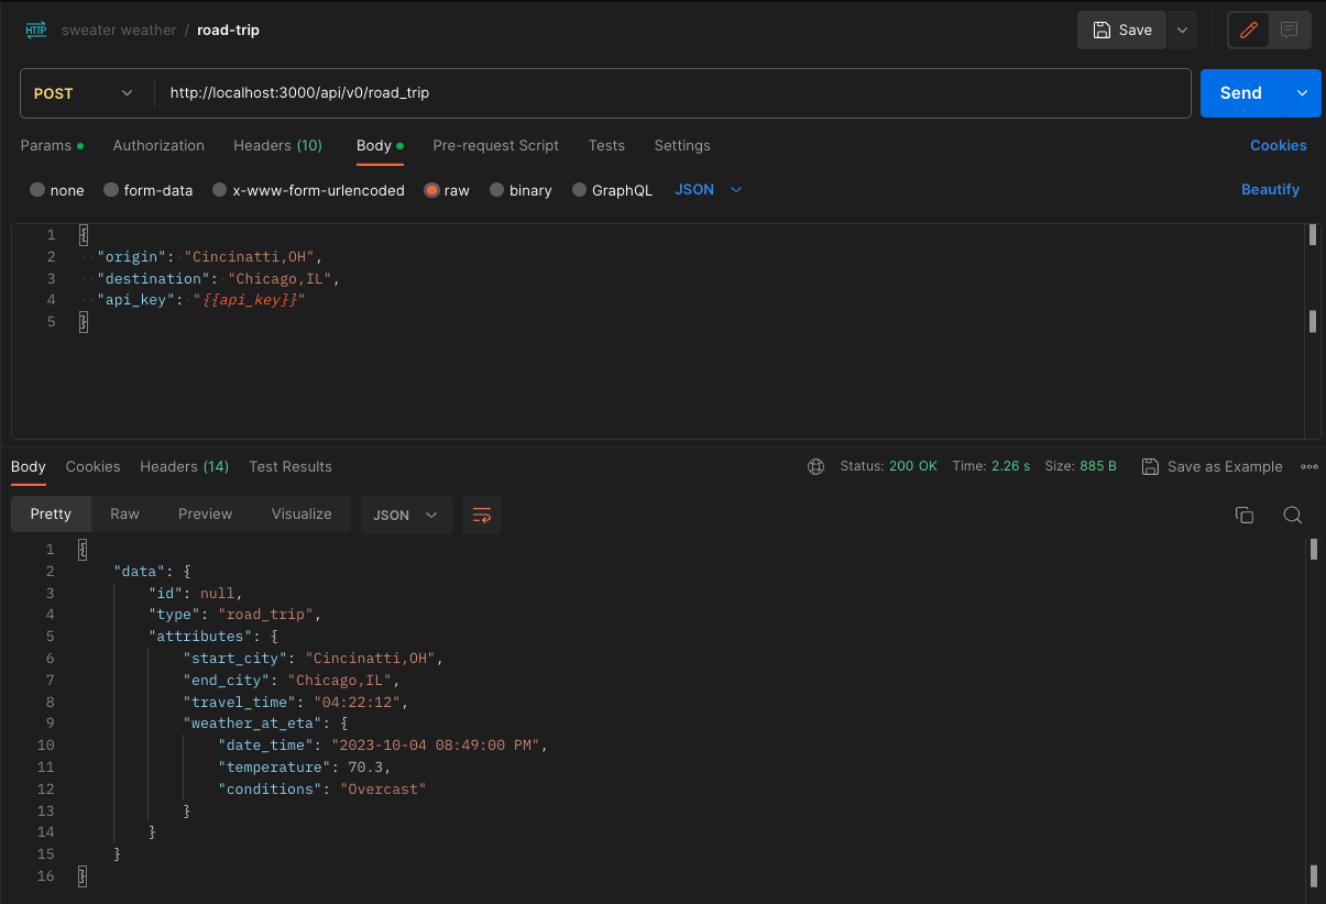 HTTP sweater weather / road-trip Save
POST http://localhost:3000/api/v0/road_trip Send
Params Authorization Headers (10) Body Pre-request Script Tests Settings Cookies
none form-data x-www-form-urlencoded raw binary GraphQL JSON Beautify
1 {
2 "origin": "Cincinatti,OH",
3 "destination": "Chicago,IL",
4 "api_key": "{{api_key}}"
5 }
Body Cookies Headers (14) Test Results Status: 200 OK Time: 2.26 s Size: 885 B Save as Example
Pretty Raw Preview Visualize JSON
1 {
2 "data": {
3 "id": null,
4 "type": "road_trip",
5 "attributes": {
6 "start_city": "Cincinatti,OH",
7 "end_city": "Chicago,IL",
8 "travel_time": "04:22:12",
9 "weather_at_eta": {
10 "date_time": "2023-10-04 08:49:00 PM",
11 "temperature": 70.3,
12 "conditions": "Overcast"
13 }
14 }
15 }
16 }